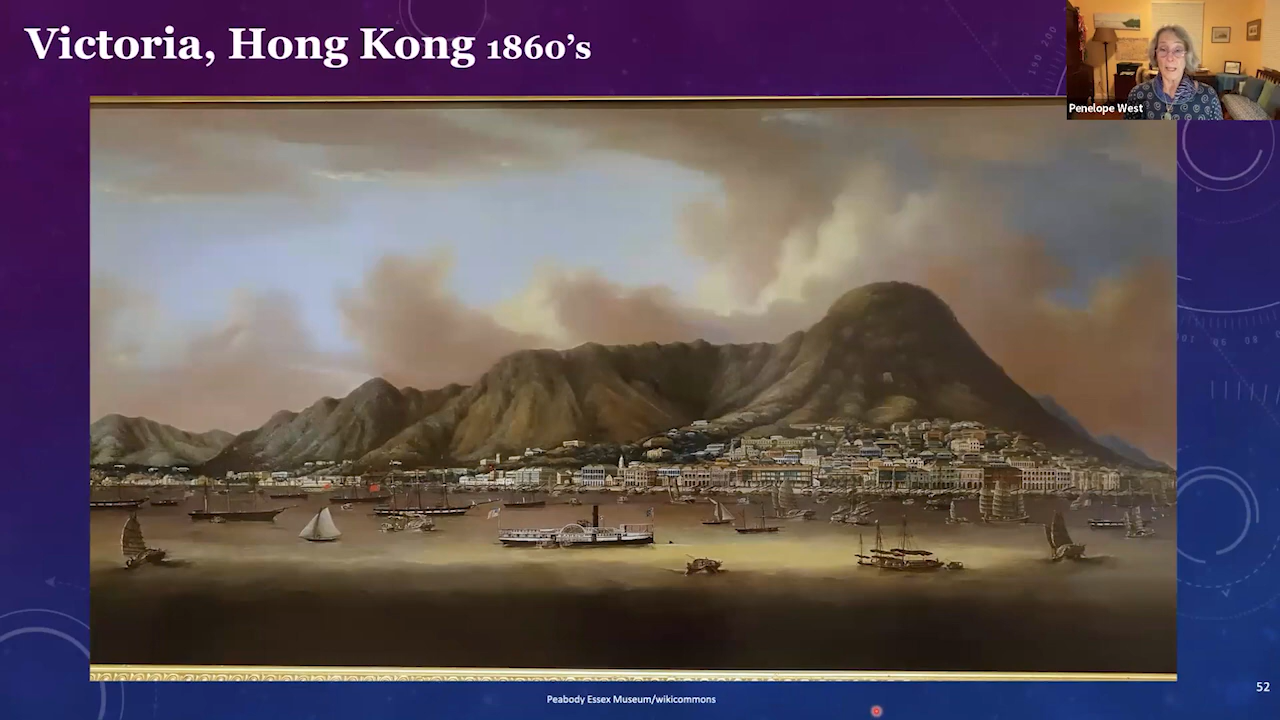 Victoria, Hong Kong 1860's
Penelope West
Peabody Essex Museum/wikicommons
52